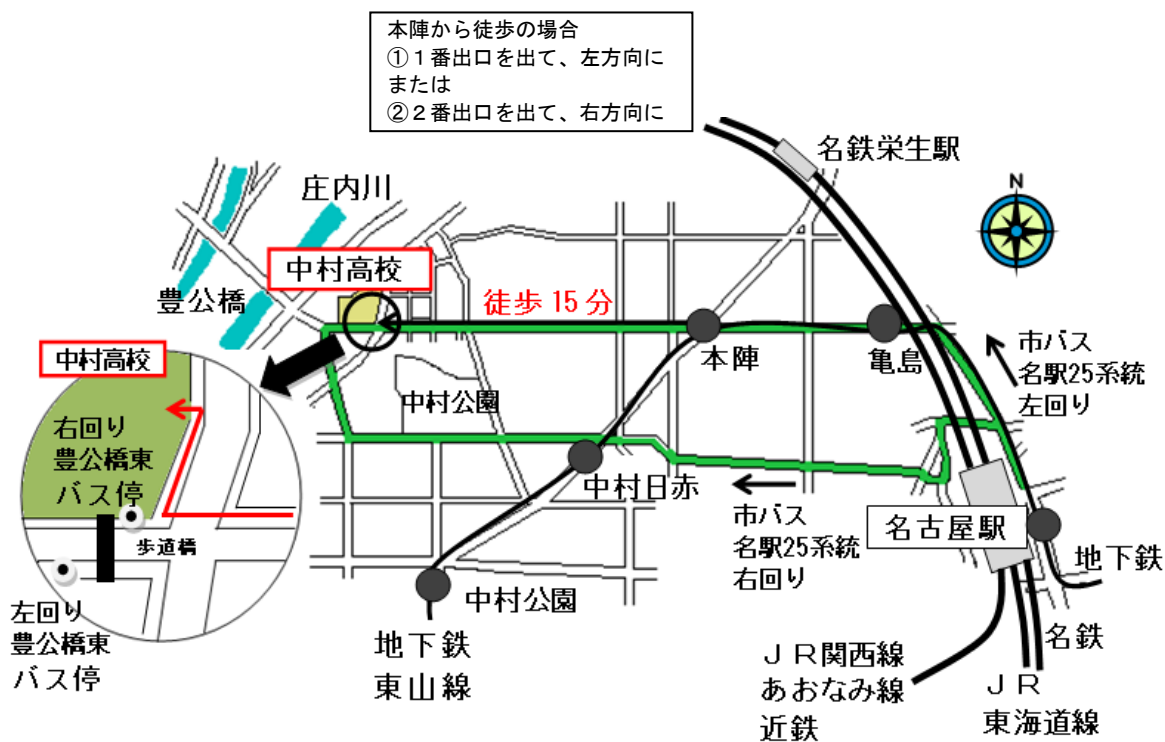 本陣から徒歩の場合
①１番出口を出て、左方向に
または
②２番出口を出て、右方向に
名鉄栄生駅
N
庄内川
中村高校
豊公橋
徒歩15分
本陣
亀島
市バス
名駅25系統
左回り
中村高校
中村公園
右回り
豊公橋東
バス停
歩道橋
中村日赤
市バス
名駅25系統
右回り
名古屋駅
地下鉄
中村公園
左回り
豊公橋東
バス停
地下鉄
東山線
名鉄
ＪＲ関西線
あおなみ線
近鉄
ＪＲ
東海道線